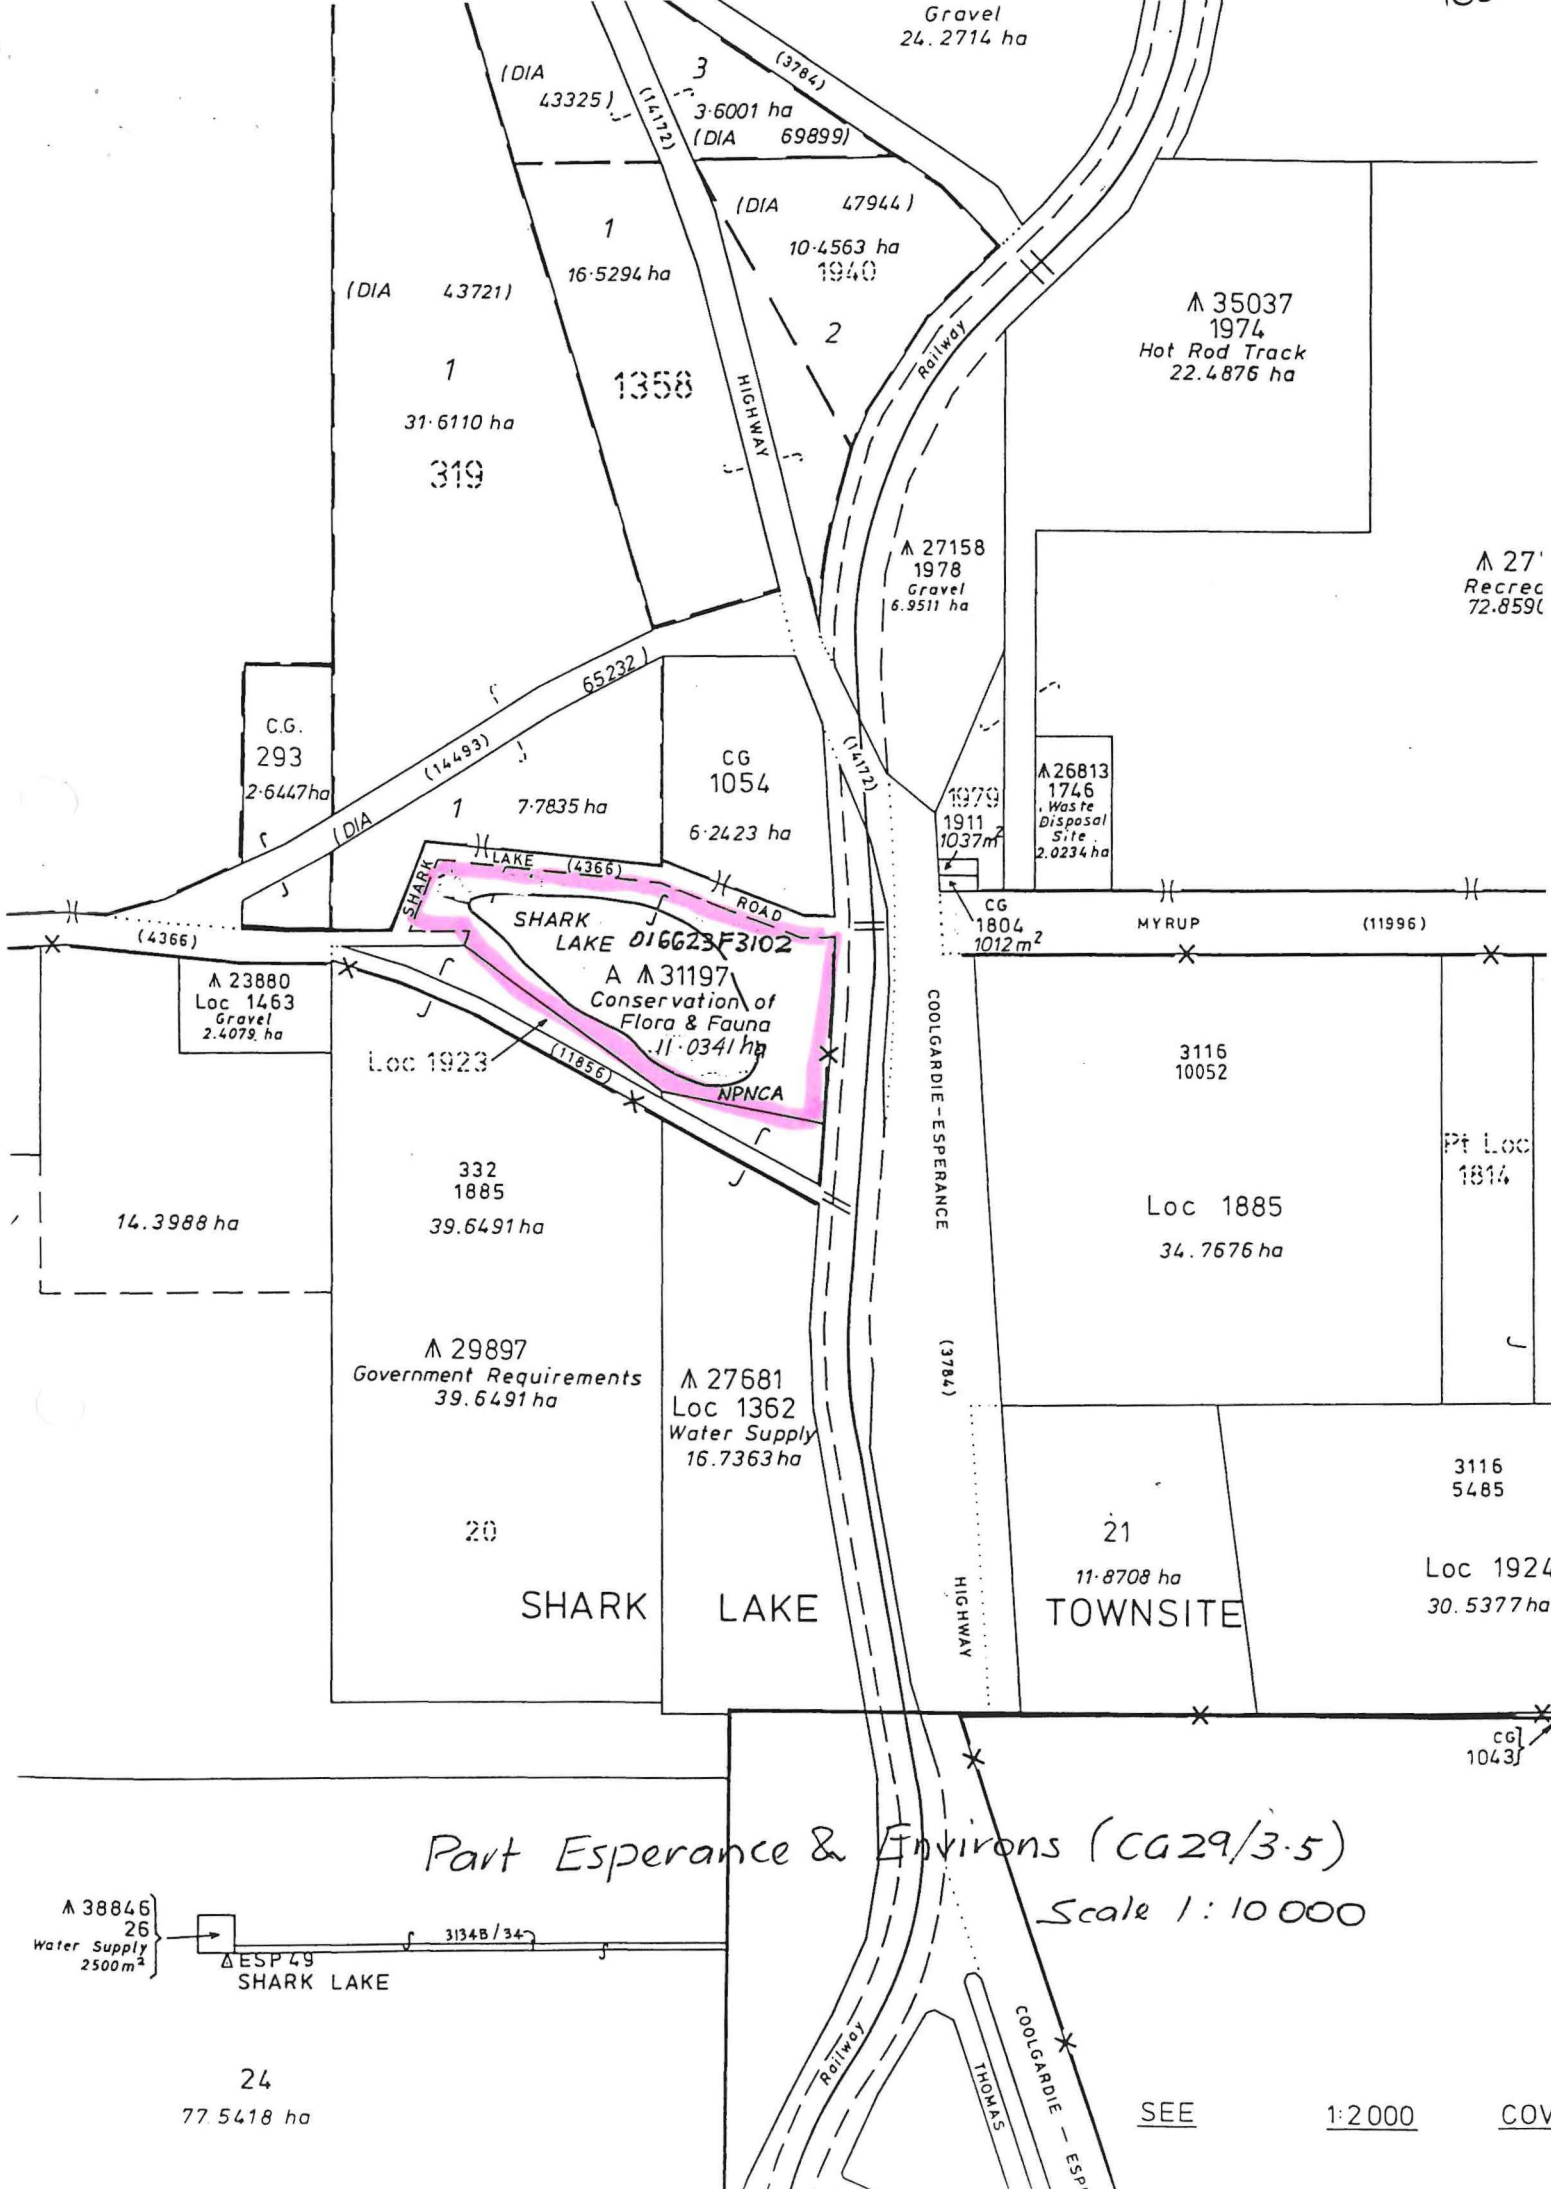 Gravel
24.2714 ha
(DIA 43325)
(14172)
3
3.6001 ha
(DIA 69899)
(3784)
(DIA 47944)
10.4563 ha
1940
2
1
16.5294 ha
1358
(DIA 43721)
1
31.6110 ha
319
HIGHWAY
Railway
35037
1974
Hot Rod Track
22.4876 ha
27158
1978
Gravel
6.9511 ha
Recrec
65232)
(14493)
(DIA
C.G.
293
2.6447ha
1
7.7835 ha
CG
1054
6.2423 ha
(14172)
1979
1911
1037m²
26813
1746
Waste
Disposal
Site
2.0234 ha
SHARK
LAKE
(4366)
ROAD
CG
1804
1012m²
MYRUP
(11996)
(4366)
SHARK
LAKE 016623F3102
A 31197
Conservation of
Flora & Fauna
11.0341 ha
NPNCA
23880
Loc 1463
Gravel
2.4079 ha
Loc 1923
(11856)
COOLGARDIE-ESPERANCE
3116
10052
Pt Loc
1814
Loc 1885
34.7676 ha
14.3988 ha
332
1885
39.6491 ha
29897
Government Requirements
39.6491 ha
27681
Loc 1362
Water Supply
16.7363 ha
(3784)
3116
5485
20
21
11.8708 ha
Loc 1924
30.5377 ha
HIGHWAY
SHARK LAKE TOWNSITE
CG
1043
Part Esperance & Environs (CG29/3.5)
Scale 1:10 000
38846
26
Water Supply
2500m²
3134B/34
ESP 49
SHARK LAKE
24
77.5418 ha
Railway
THOMAS
COOLGARDIE - ESP
SEE 1:2000 COV